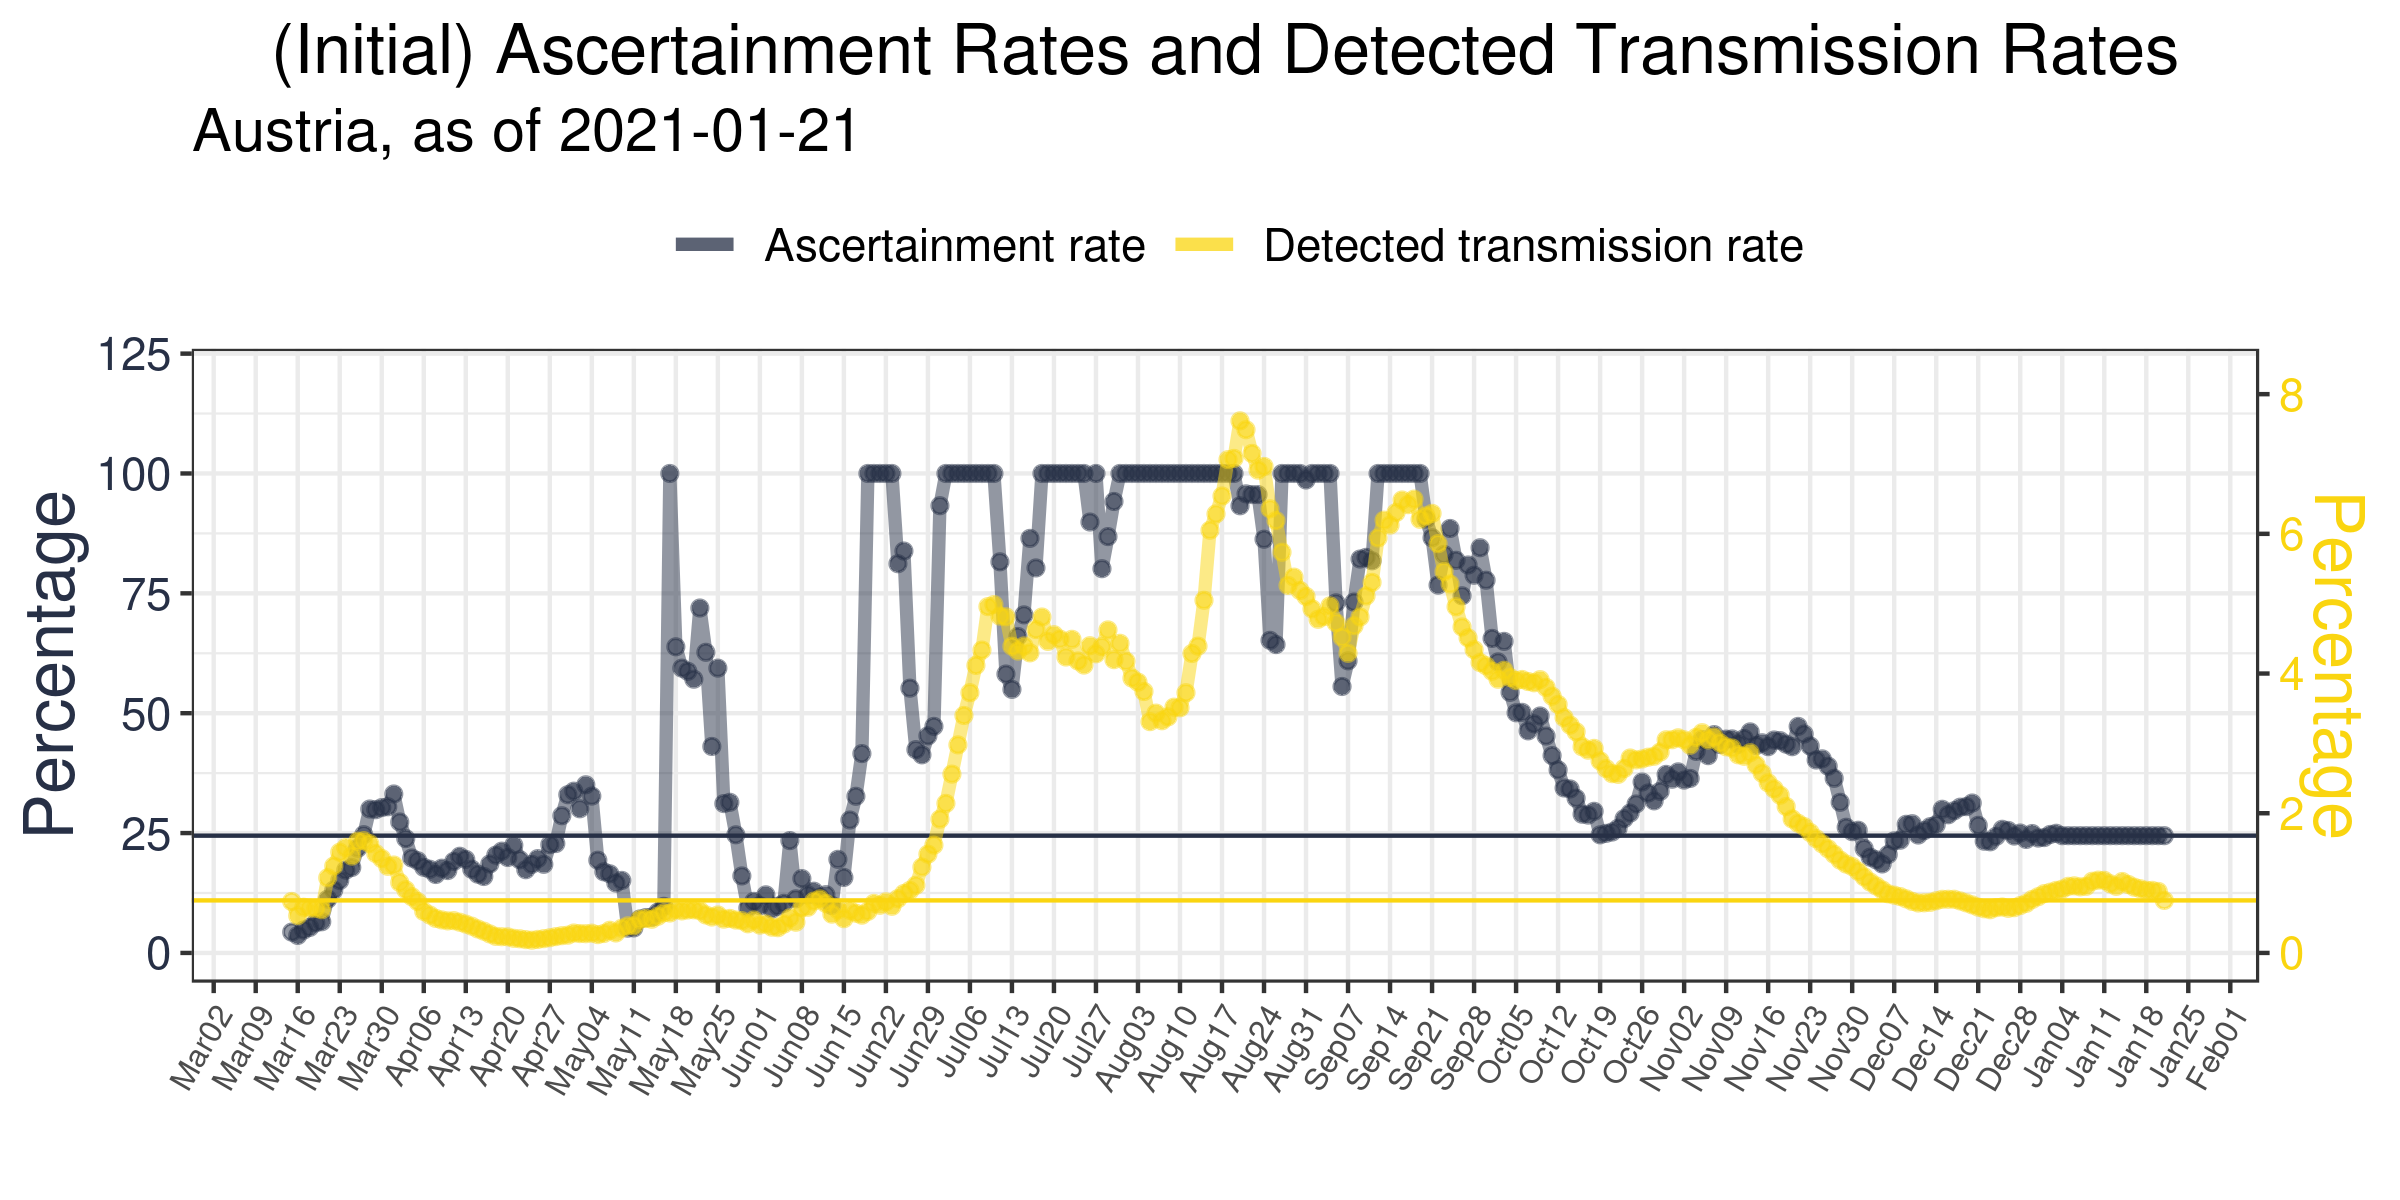 (Initial) Ascertainment Rates and Detected Transmission Rates
Austria, as of 2021-01-21
Ascertainment rate Detected transmission rate
125
100
75
50
25
0
Percentage
8
6
4
2
0
Percentage
Mar02 Mar09 Mar16 Mar23 Mar30 Apr06 Apr13 Apr20 Apr27 May04 May11 May18 May25 Jun01 Jun08 Jun15 Jun22 Jun29 Jul06 Jul13 Jul20 Jul27 Aug03 Aug10 Aug17 Aug24 Aug31 Sep07 Sep14 Sep21 Sep28 Oct05 Oct12 Oct19 Oct26 Nov02 Nov09 Nov16 Nov23 Nov30 Dec07 Dec14 Dec21 Dec28 Jan04 Jan11 Jan18 Jan25 Feb01